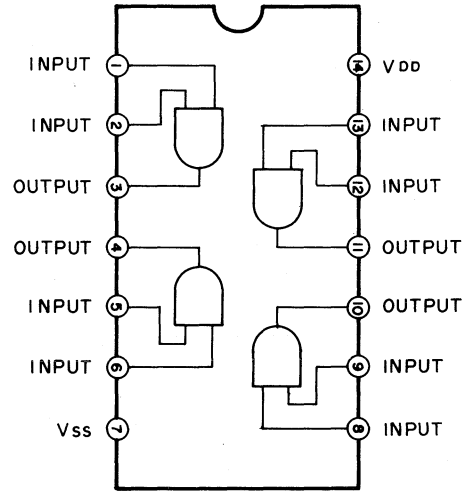 INPUT 1 14 VDD
INPUT 2 13 INPUT
OUTPUT 3 12 INPUT
OUTPUT 4 11 OUTPUT
INPUT 5 10 OUTPUT
INPUT 6 9 INPUT
VSS 7 8 INPUT